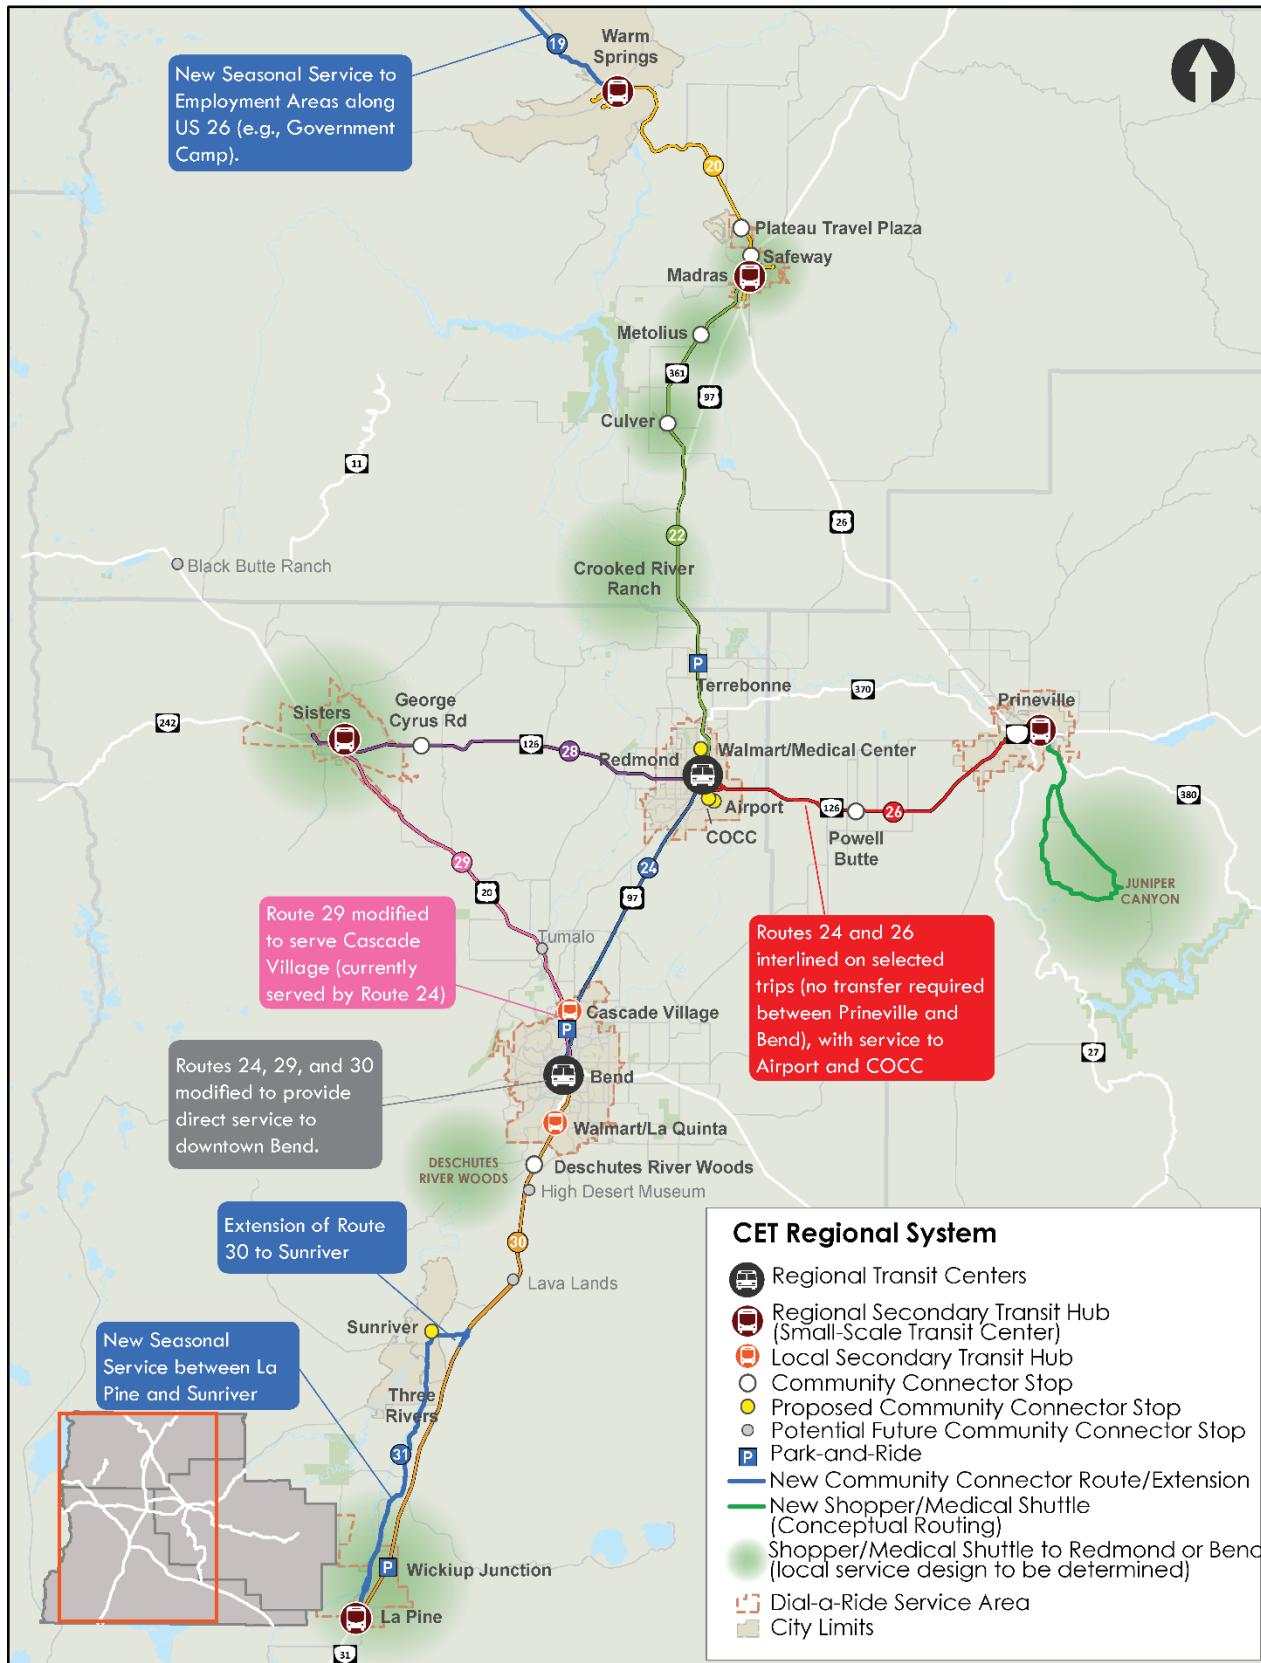 Warm
Springs
19
New Seasonal Service to
Employment Areas along
US 26 (e.g., Government
Camp).
20
Plateau Travel Plaza
Safeway
Madras
Metolius
361
97
Culver
11
26
22
Crooked River
Ranch
Black Butte Ranch
P
Terrebonne
370
Prineville
George
Cyrus Rd
Sisters
242
126
28
Redmond
Walmart/Medical Center
Airport
COCC
126
26
Powell
Butte
380
29
20
24
97
JUNIPER
CANYON
Route 29 modified
to serve Cascade
Village (currently
served by Route 24)
Tumalo
Routes 24 and 26
interlined on selected
trips (no transfer required
between Prineville and
Bend), with service to
Airport and COCC
Cascade Village
P
27
Routes 24, 29, and 30
modified to provide
direct service to
downtown Bend.
Bend
Walmart/La Quinta
DESCHUTES
RIVER WOODS
Deschutes River Woods
High Desert Museum
Extension of Route
30 to Sunriver
30
Lava Lands
Sunriver
New Seasonal
Service between La
Pine and Sunriver
Three
Rivers
31
P
Wickiup Junction
La Pine
31
CET Regional System
Regional Transit Centers
Regional Secondary Transit Hub
(Small-Scale Transit Center)
Local Secondary Transit Hub
Community Connector Stop
Proposed Community Connector Stop
Potential Future Community Connector Stop
P
Park-and-Ride
New Community Connector Route/Extension
New Shopper/Medical Shuttle
(Conceptual Routing)
Shopper/Medical Shuttle to Redmond or Bend
(local service design to be determined)
Dial-a-Ride Service Area
City Limits